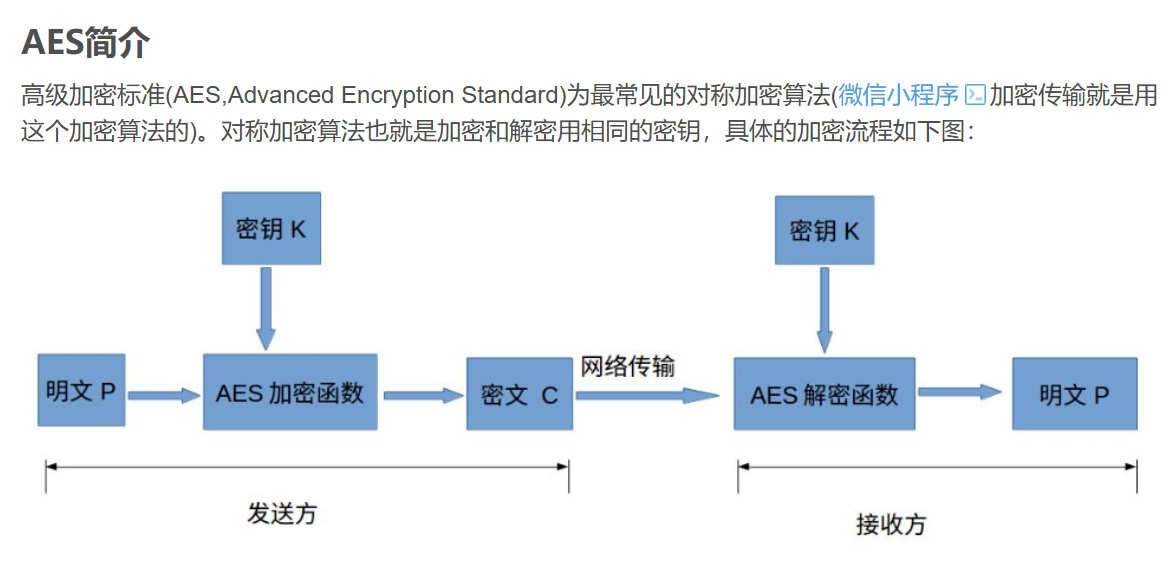 AES简介
高级加密标准(AES,Advanced Encryption Standard)为最常见的对称加密算法(微信小程序加密传输就是用
这个加密算法的)。对称加密算法也就是加密和解密用相同的密钥，具体的加密流程如下图：
密钥 K
密钥 K
明文 P
AES 加密函数
密文 C
网络传输
AES 解密函数
明文 P
发送方
接收方